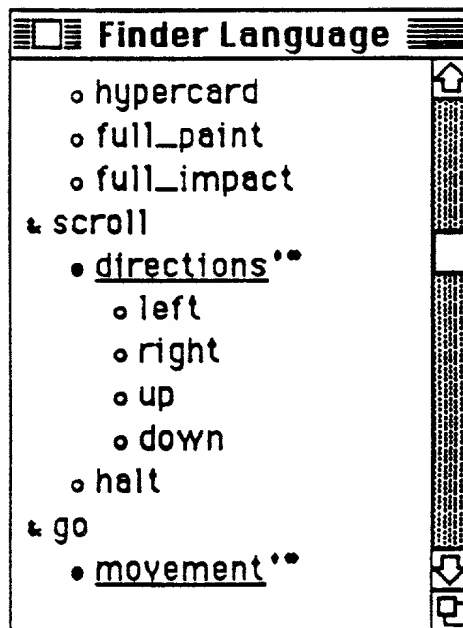 Finder Language
hypercard
full_paint
full_impact
scroll
directions
left
right
up
down
halt
go
movement